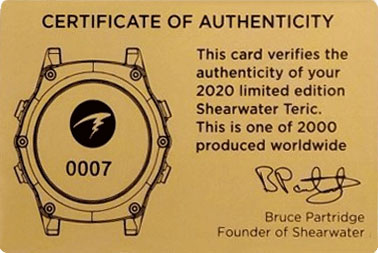 CERTIFICATE OF AUTHENTICITY
This card verifies the
authenticity of your
2020 limited edition
Shearwater Teric.
This is one of 2000
produced worldwide
0007
BPartridge
Bruce Partridge
Founder of Shearwater